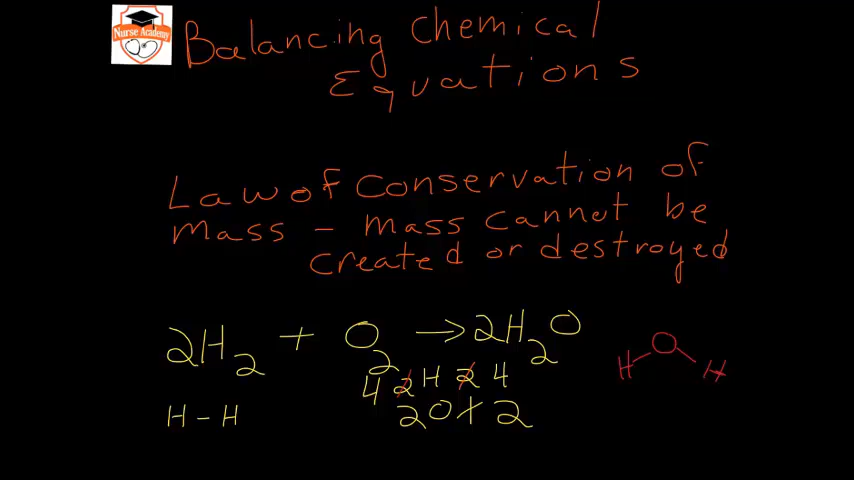 Nurse Academy
Balancing Chemical
Equations
Law of Conservation of
Mass - Mass cannot be
created or destroyed
2H₂ + O₂ → 2H₂O
4 2 H 2 4
2 O 1 2
H-H
H O H